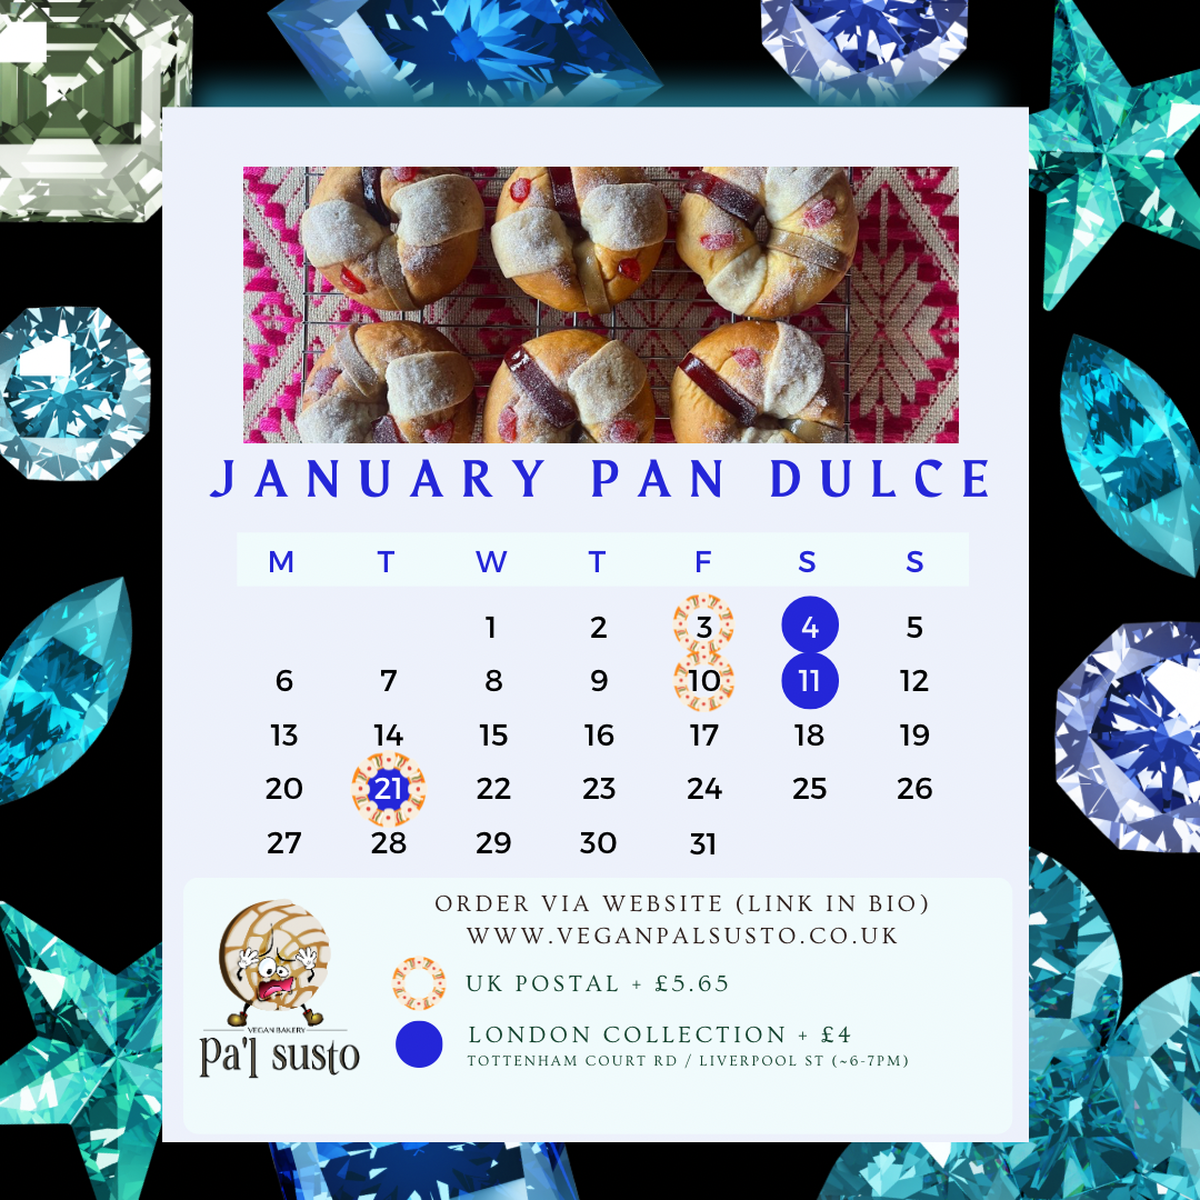 JANUARY PAN DULCE
M T W T F S S
1 2 3 4 5
6 7 8 9 10 11 12
13 14 15 16 17 18 19
20 21 22 23 24 25 26
27 28 29 30 31
ORDER VIA WEBSITE (LINK IN BIO)
WWW.VEGANPALSUSTO.CO.UK
UK POSTAL + £5.65
LONDON COLLECTION + £4
TOTTENHAM COURT RD / LIVERPOOL ST (~6-7PM)
VEGAN BAKERY
Pa'l susto